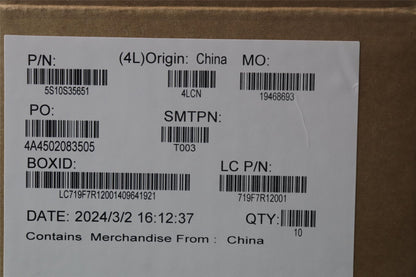 P/N: (4L)Origin: China MO:
5S10S35651 4LCN 19468693
PO: SMTPN:
4A4502083505 T003
BOXID: LC P/N:
LC719F7R12001409641921 719F7R12001
DATE: 2024/3/2 16:12:37 QTY:
10
Contains Merchandise From : China